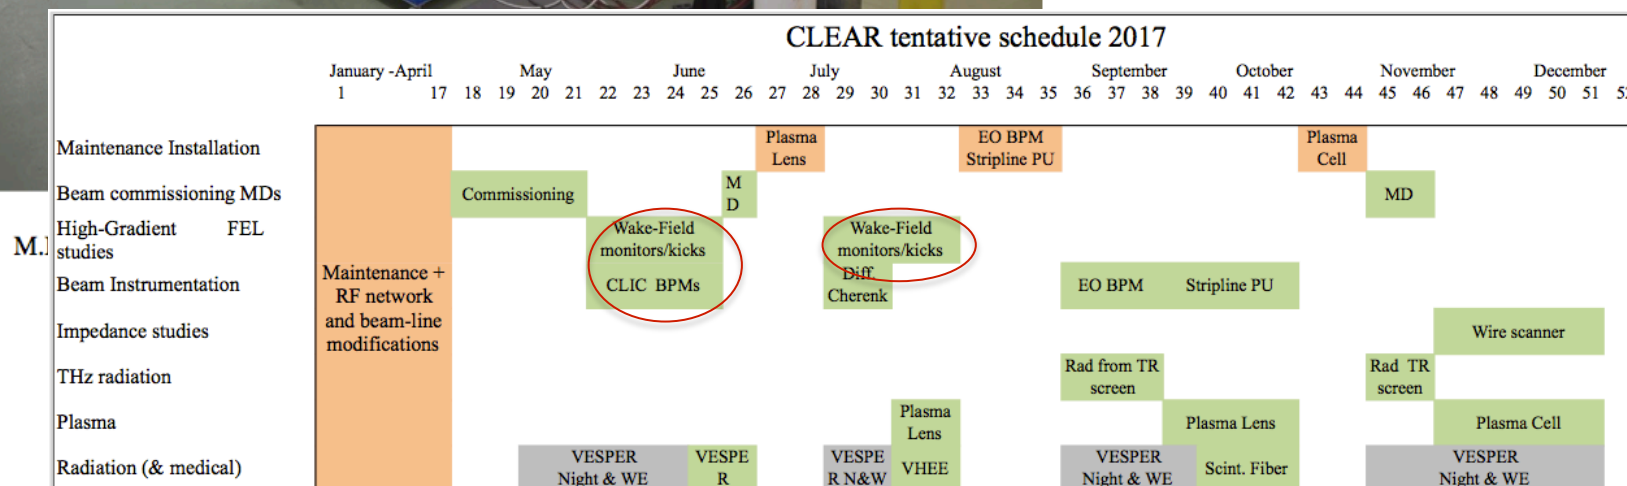 CLEAR tentative schedule 2017
January -April May June July August September October November December
1 17 18 19 20 21 22 23 24 25 26 27 28 29 30 31 32 33 34 35 36 37 38 39 40 41 42 43 44 45 46 47 48 49 50 51
Maintenance Installation
Plasma
Lens
EO BPM
Stripline PU
Plasma
Cell
Beam commissioning MDs
Commissioning
M
D
MD
High-Gradient FEL
studies
Wake-Field
monitors/kicks
Wake-Field
monitors/kicks
M.
Maintenance +
RF network
and beam-line
modifications
Beam Instrumentation
CLIC BPMs
Diff.
Cherenk
EO BPM Stripline PU
Impedance studies
Wire scanner
THz radiation
Rad from TR
screen
Rad TR
screen
Plasma
Plasma
Lens
Plasma Lens
Plasma Cell
Radiation (& medical)
VESPER
Night & WE
VESPE
R
VESPE
R N&W
VHEE
VESPER
Night & WE
Scint. Fiber
VESPER
Night & WE